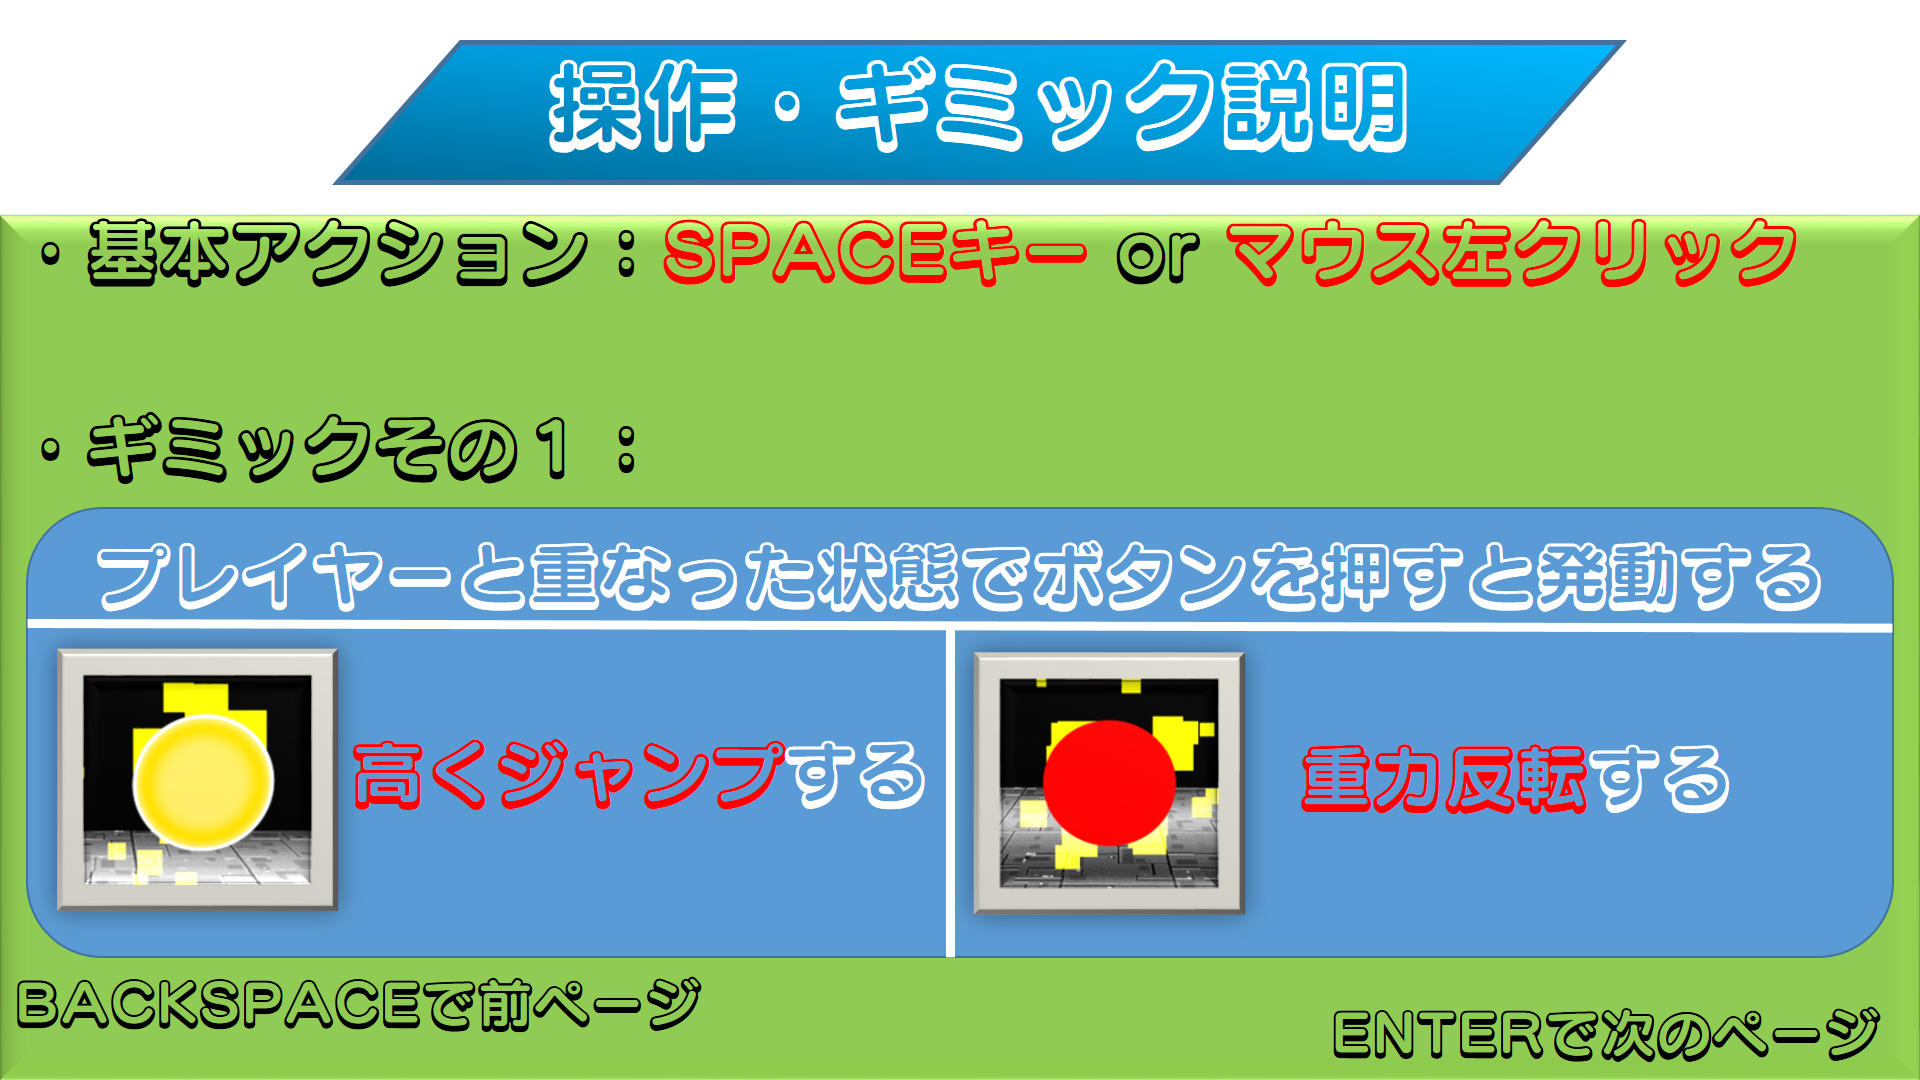 操作・ギミック説明
・基本アクション：SPACEキー or マウス左クリック
・ギミックその１：
プレイヤーと重なった状態でボタンを押すと発動する
高くジャンプする
重力反転する
BACKSPACEで前ページ
ENTERで次のページ